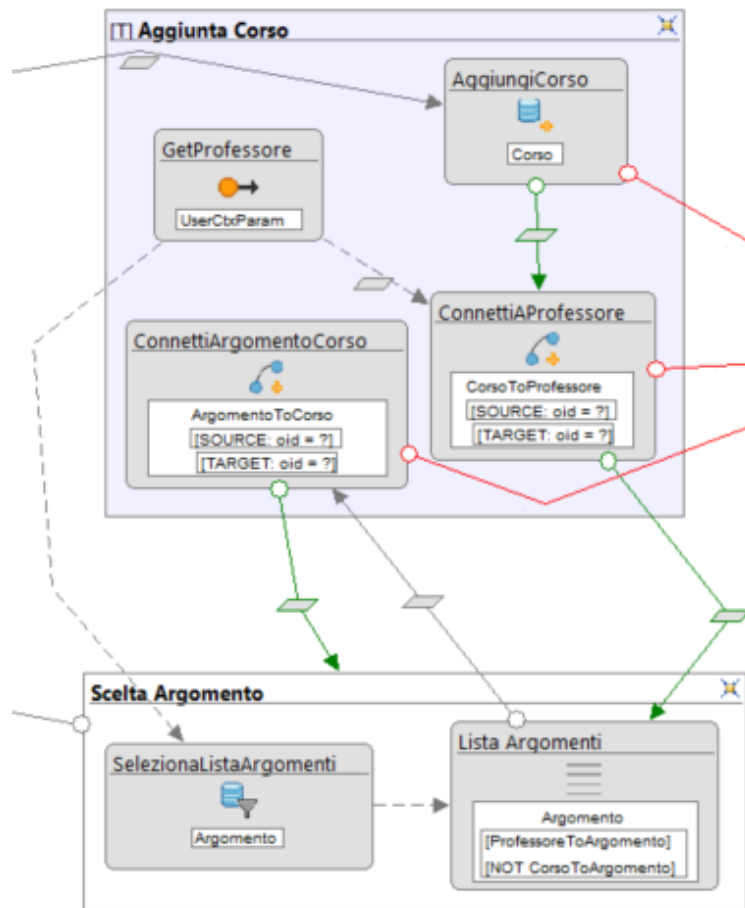 [T] Aggiunta Corso
AggiungiCorso
Corso
GetProfessore
UserCtxParam
ConnettiAProfessore
CorsoToProfessore
[SOURCE: oid = ?]
[TARGET: oid = ?]
ConnettiArgomentoCorso
ArgomentoToCorso
[SOURCE: oid = ?]
[TARGET: oid = ?]
Scelta Argomento
SelezionaListaArgomenti
Argomento
Lista Argomenti
Argomento
[ProfessoreToArgomento]
[NOT CorsoToArgomento]